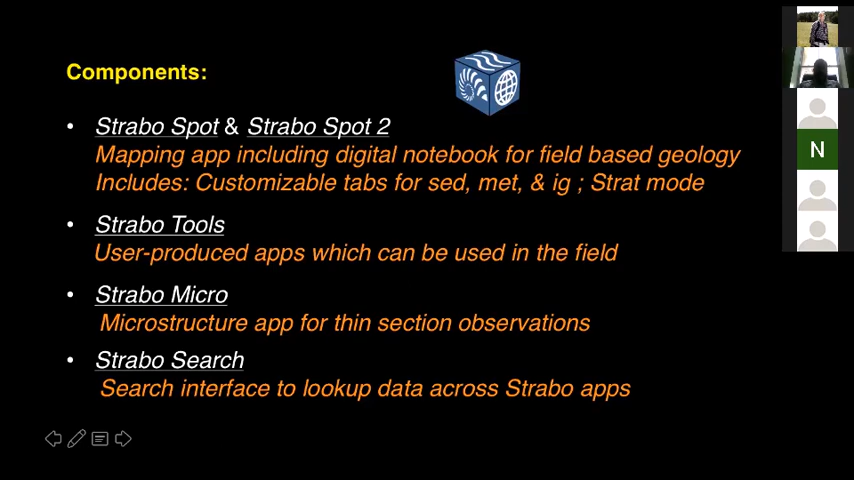 Components:
• Strabo Spot & Strabo Spot 2
Mapping app including digital notebook for field based geology
Includes: Customizable tabs for sed, met, & ig ; Strat mode
• Strabo Tools
User-produced apps which can be used in the field
• Strabo Micro
Microstructure app for thin section observations
• Strabo Search
Search interface to lookup data across Strabo apps
N